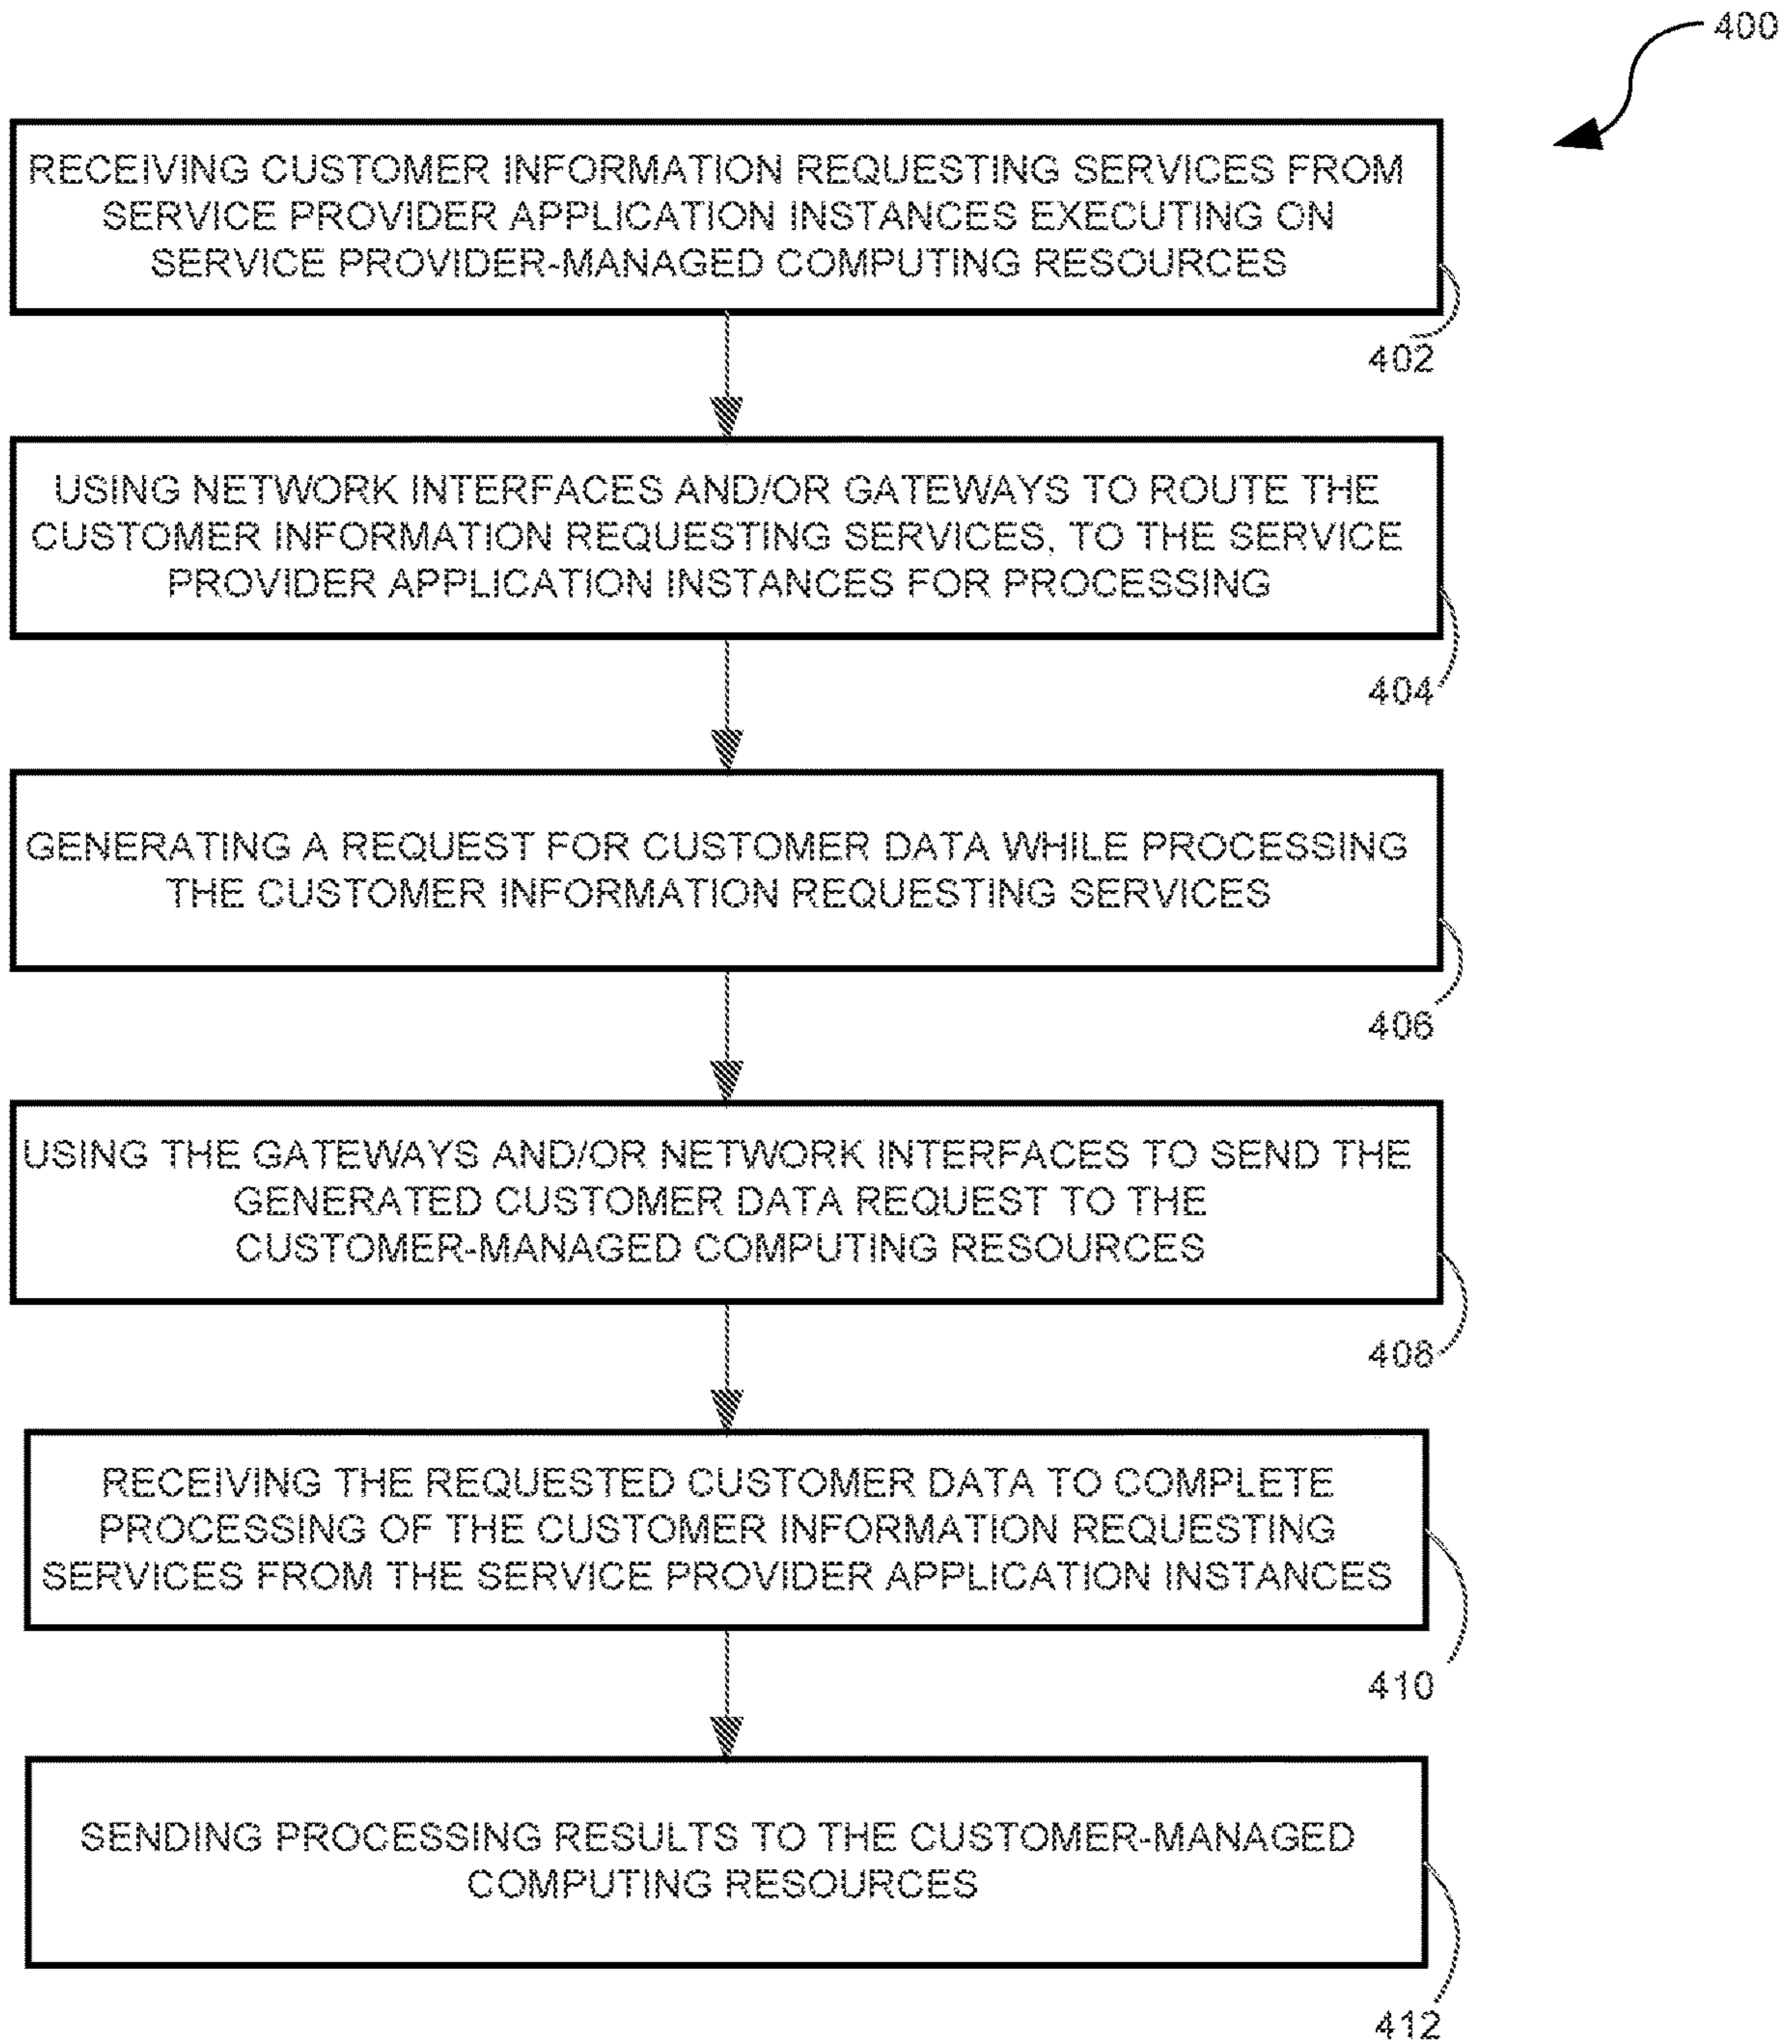 400
RECEIVING CUSTOMER INFORMATION REQUESTING SERVICES FROM
SERVICE PROVIDER APPLICATION INSTANCES EXECUTING ON
SERVICE PROVIDER-MANAGED COMPUTING RESOURCES
402
USING NETWORK INTERFACES AND/OR GATEWAYS TO ROUTE THE
CUSTOMER INFORMATION REQUESTING SERVICES, TO THE SERVICE
PROVIDER APPLICATION INSTANCES FOR PROCESSING
404
GENERATING A REQUEST FOR CUSTOMER DATA WHILE PROCESSING
THE CUSTOMER INFORMATION REQUESTING SERVICES
406
USING THE GATEWAYS AND/OR NETWORK INTERFACES TO SEND THE
GENERATED CUSTOMER DATA REQUEST TO THE
CUSTOMER-MANAGED COMPUTING RESOURCES
408
RECEIVING THE REQUESTED CUSTOMER DATA TO COMPLETE
PROCESSING OF THE CUSTOMER INFORMATION REQUESTING
SERVICES FROM THE SERVICE PROVIDER APPLICATION INSTANCES
410
SENDING PROCESSING RESULTS TO THE CUSTOMER-MANAGED
COMPUTING RESOURCES
412